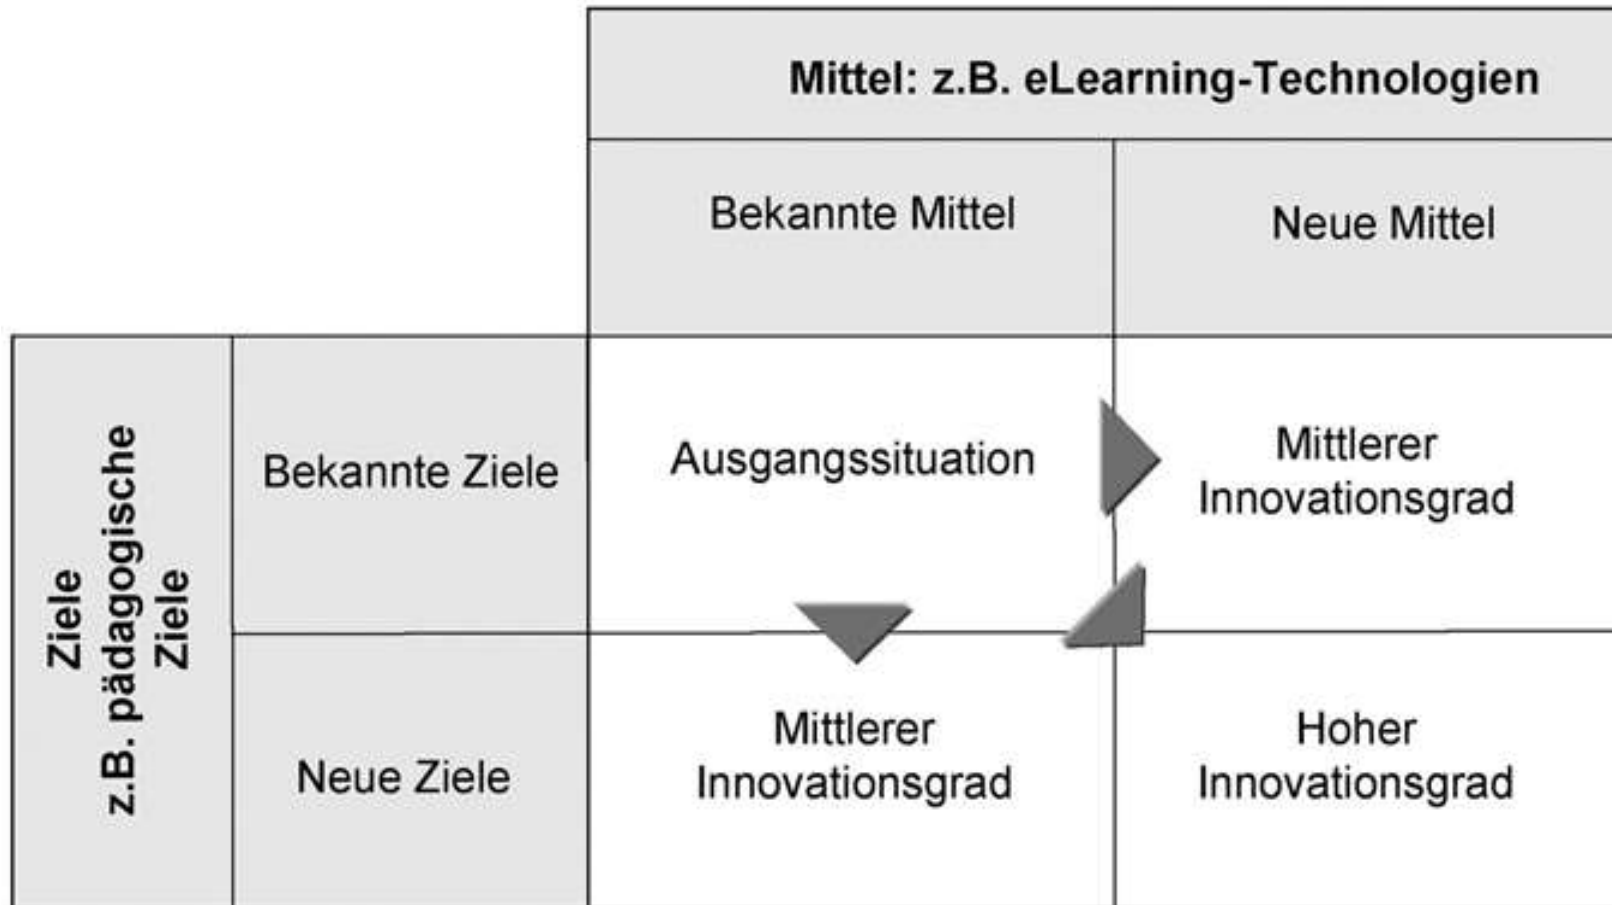 Mittel: z.B. eLearning-Technologien
Bekannte Mittel
Neue Mittel
Ziele
z.B. pädagogische
Ziele
Bekannte Ziele
Ausgangssituation
Mittlerer
Innovationsgrad
Neue Ziele
Mittlerer
Innovationsgrad
Hoher
Innovationsgrad